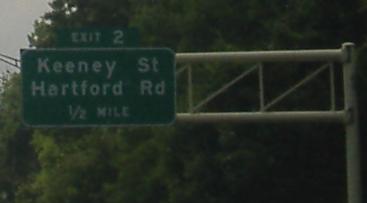 EXIT 2
Keeney St
Hartford Rd
½ MILE